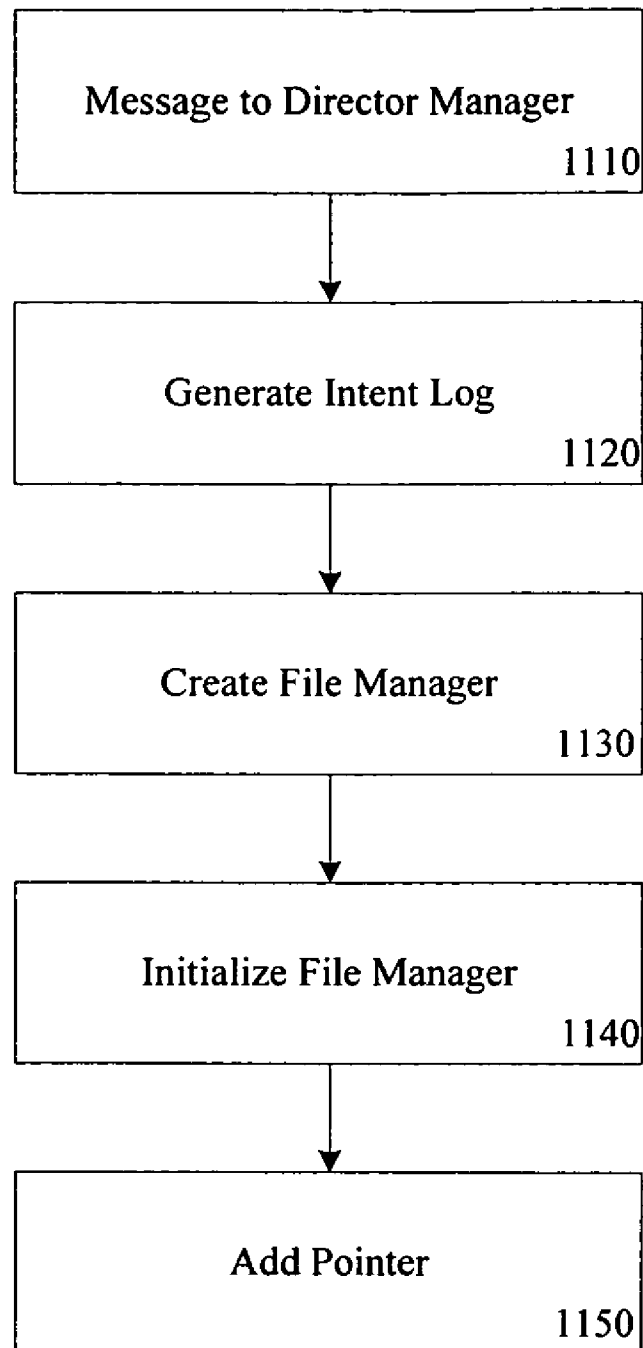 Message to Director Manager
1110
Generate Intent Log
1120
Create File Manager
1130
Initialize File Manager
1140
Add Pointer
1150